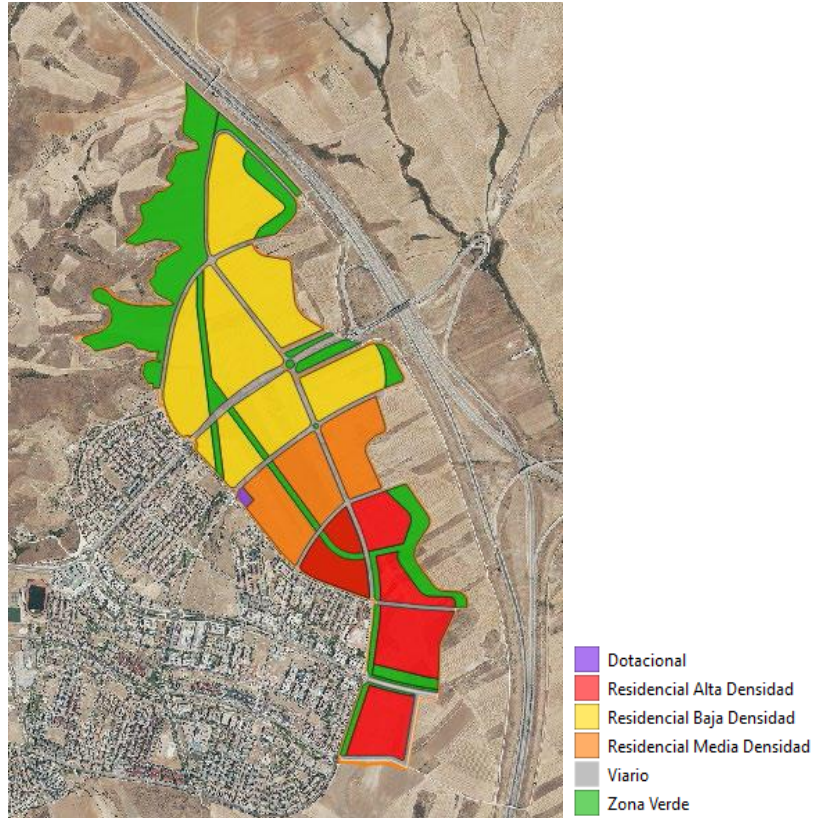 Dotacional
Residencial Alta Densidad
Residencial Baja Densidad
Residencial Media Densidad
Viario
Zona Verde